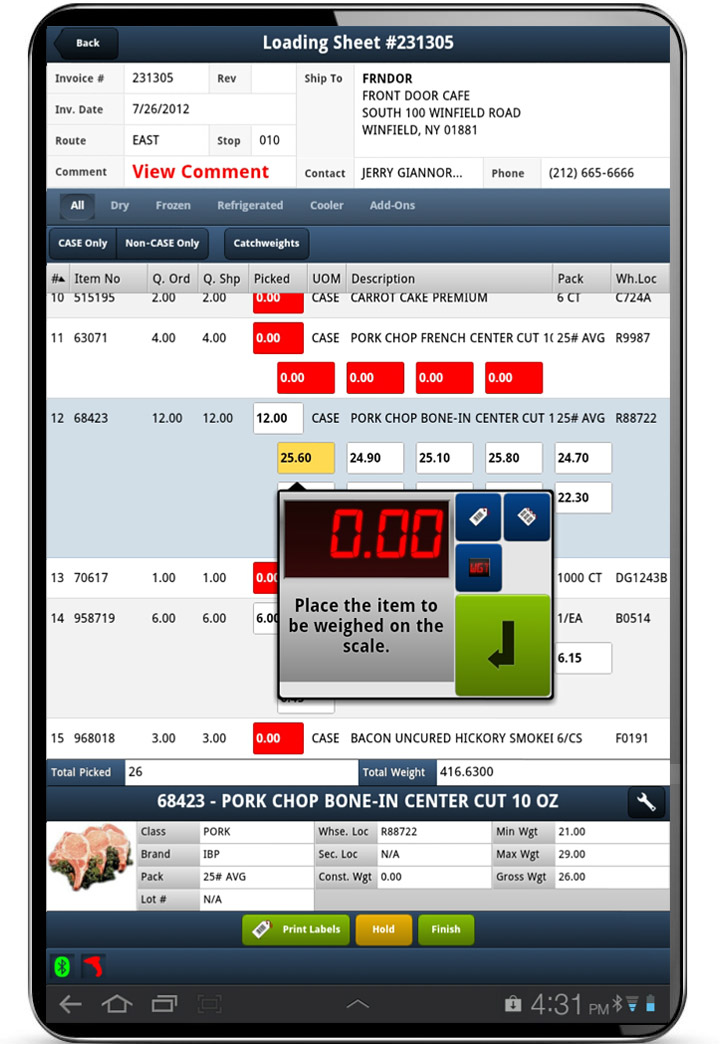 Back
Loading Sheet #231305
Invoice # 231305 Rev
Ship To FRNDOR
FRONT DOOR CAFE
SOUTH 100 WINFIELD ROAD
WINFIELD, NY 01881
Inv. Date 7/26/2012
Route EAST Stop 010
Comment View Comment Contact JERRY GIANNOR... Phone (212) 665-6666
All Dry Frozen Refrigerated Cooler Add-Ons
CASE Only Non-CASE Only Catchweights
# Item No Q. Ord Q. Shp Picked UOM Description Pack Wh.Loc
10 515195 2.00 2.00 0.00 CASE CARROT CAKE PREMIUM 6 CT C724A
11 63071 4.00 4.00 0.00 CASE PORK CHOP FRENCH CENTER CUT 25# AVG R9987
0.00 0.00 0.00 0.00
12 68423 12.00 12.00 12.00 CASE PORK CHOP BONE-IN CENTER CUT 1 25# AVG R88722
25.60 24.90 25.10 25.80 24.70
22.30
0.00
WGT
Place the item to
be weighed on the
scale.
13 70617 1.00 1.00 0.00 1000 CT DG1243B
14 958719 6.00 6.00 6.00 1/EA B0514
6.15
15 968018 3.00 3.00 0.00 CASE BACON UNCURED HICKORY SMOKE 6/CS F0191
Total Picked 26 Total Weight 416.6300
68423 - PORK CHOP BONE-IN CENTER CUT 10 OZ
Class PORK Whse. Loc R88722 Min Wgt 21.00
Brand IBP Sec. Loc N/A Max Wgt 29.00
Pack 25# AVG Const. Wgt 0.00 Gross Wgt 26.00
Lot # N/A
Print Labels Hold Finish
4:31 PM